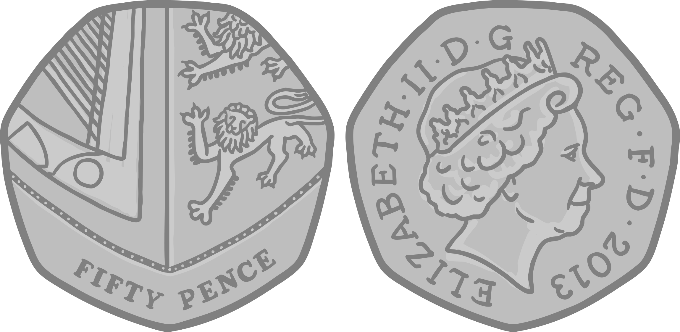 FIFTY PENCE
ELIZABETH·II·D·G REG·F·D·2013